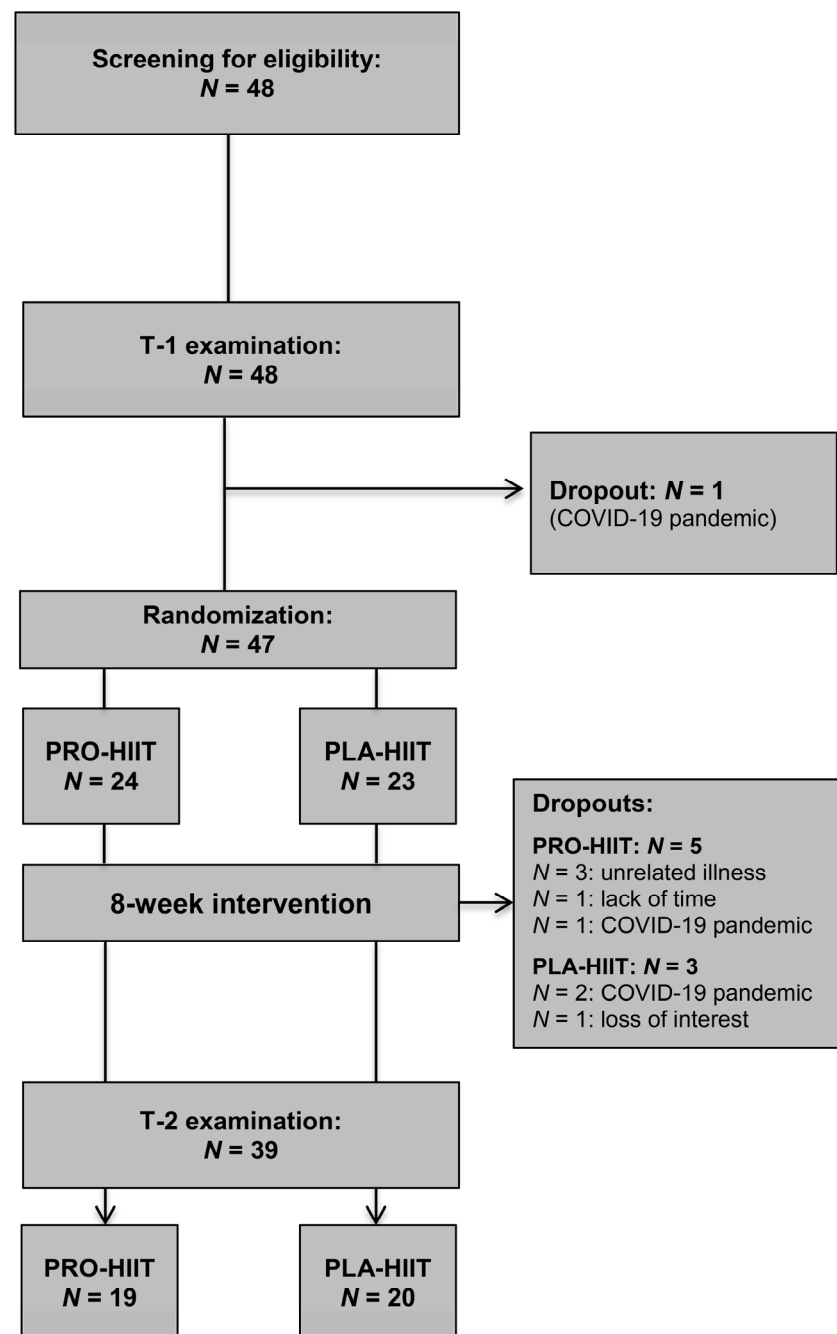 Screening for eligibility:
N = 48
T-1 examination:
N = 48
Dropout: N = 1
(COVID-19 pandemic)
Randomization:
N = 47
PRO-HIIT
N = 24
PLA-HIIT
N = 23
8-week intervention
Dropouts:
PRO-HIIT: N = 5
N = 3: unrelated illness
N = 1: lack of time
N = 1: COVID-19 pandemic
PLA-HIIT: N = 3
N = 2: COVID-19 pandemic
N = 1: loss of interest
T-2 examination:
N = 39
PRO-HIIT
N = 19
PLA-HIIT
N = 20